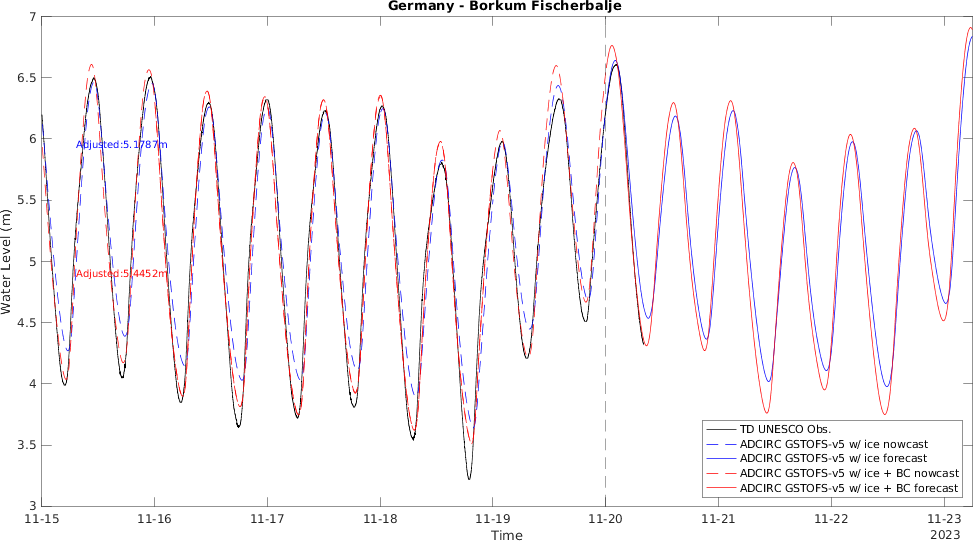 Germany - Borkum Fischerbalje
7
6.5
6
5.5
5
4.5
4
3.5
3
Water Level (m)
Adjusted:5.1787m
Adjusted:5.4452m
TD UNESCO Obs.
ADCIRC GSTOFS-v5 w/ ice nowcast
ADCIRC GSTOFS-v5 w/ ice forecast
ADCIRC GSTOFS-v5 w/ ice + BC nowcast
ADCIRC GSTOFS-v5 w/ ice + BC forecast
11-15
11-16
11-17
11-18
11-19
11-20
11-21
11-22
11-23
Time
2023